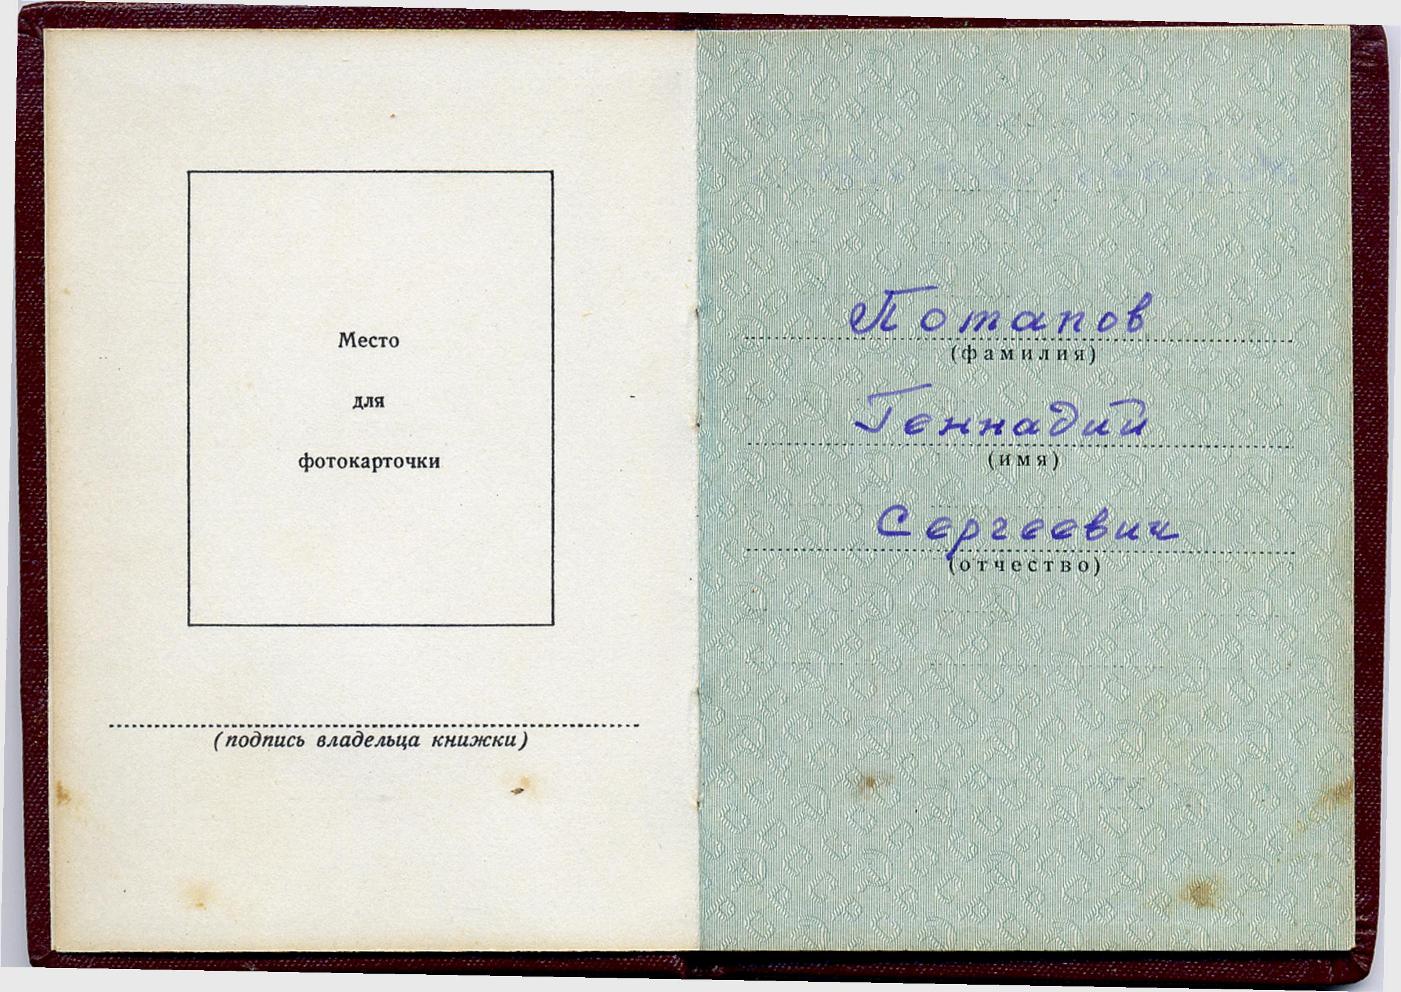 Место
для
фотокарточки
(подпись владельца книжки)
Потапов
(фамилия)
Геннадий
(имя)
Сергеевич
(отчество)